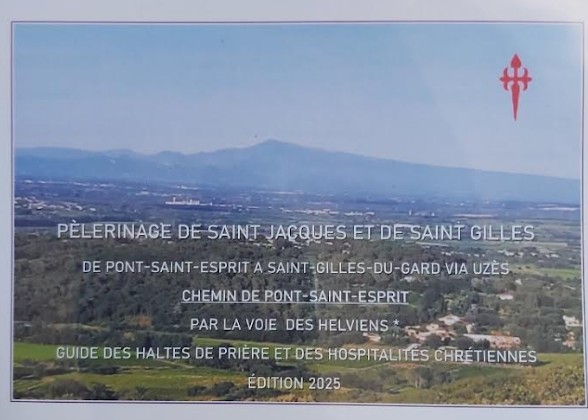 PÈLERINAGE DE SAINT JACQUES ET DE SAINT GILLES
DE PONT-SAINT-ESPRIT A SAINT-GILLES-DU-GARD VIA UZÈS
CHEMIN DE PONT-SAINT-ESPRIT
PAR LA VOIE DES HELVIENS *
GUIDE DES HALTES DE PRIÈRE ET DES HOSPITALITÉS CHRÉTIENNES
ÉDITION 2025